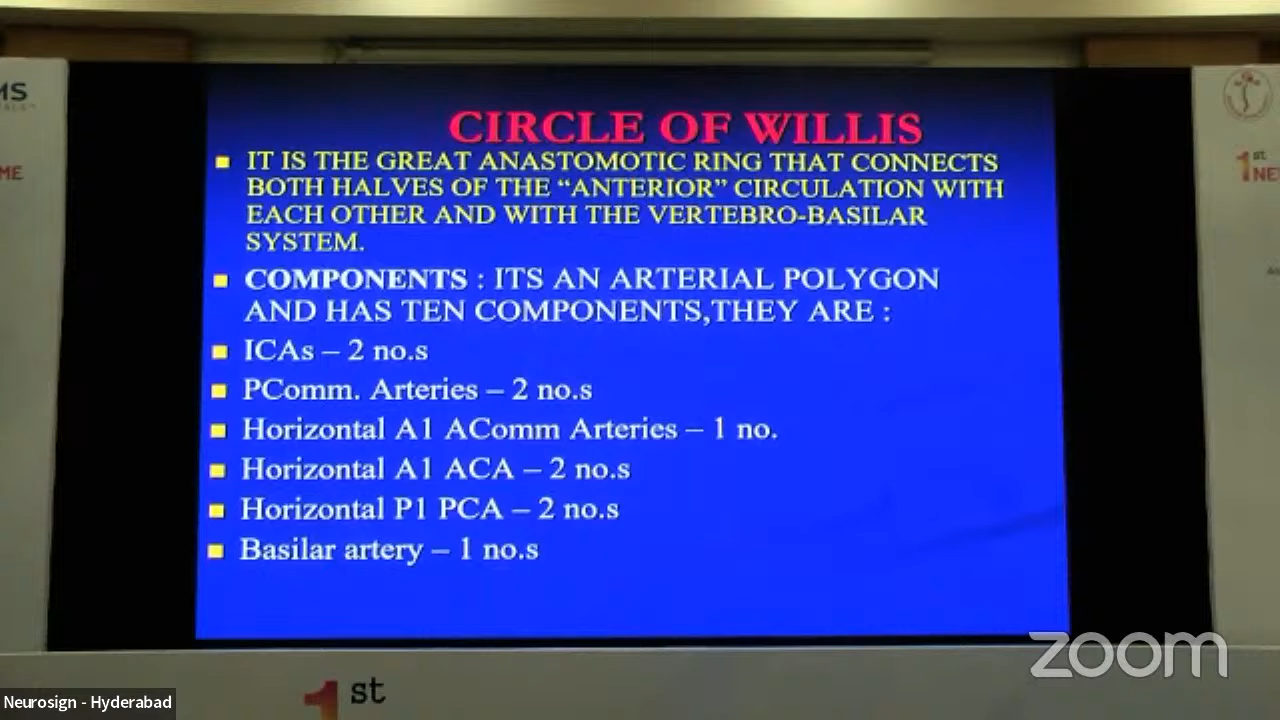 MS
ME
CIRCLE OF WILLIS
IT IS THE GREAT ANASTOMOTIC RING THAT CONNECTS
BOTH HALVES OF THE “ANTERIOR” CIRCULATION WITH
EACH OTHER AND WITH THE VERTEBRO-BASILAR
SYSTEM.
COMPONENTS : ITS AN ARTERIAL POLYGON
AND HAS TEN COMPONENTS,THEY ARE :
ICAs – 2 no.s
PComm. Arteries – 2 no.s
Horizontal A1 AComm Arteries – 1 no.
Horizontal A1 ACA – 2 no.s
Horizontal P1 PCA – 2 no.s
Basilar artery – 1 no.s
1st
NE
zoom
1st
Neurosign - Hyderabad